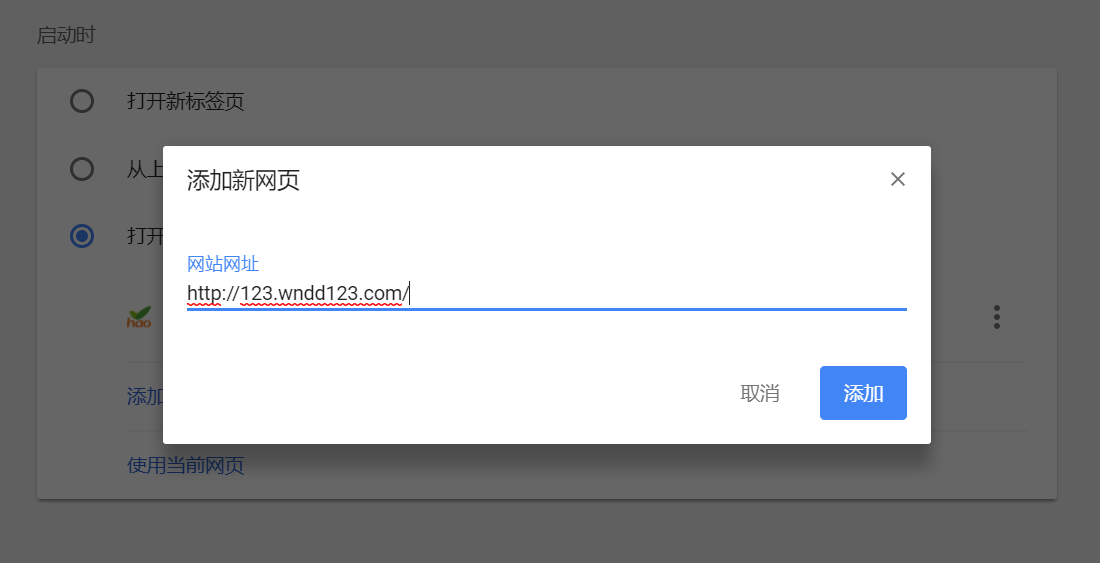 启动时
打开新标签页
从上
添加新网页
打开
网站网址
http://123.wndd123.com/
hao
添加
取消
添加
使用当前网页